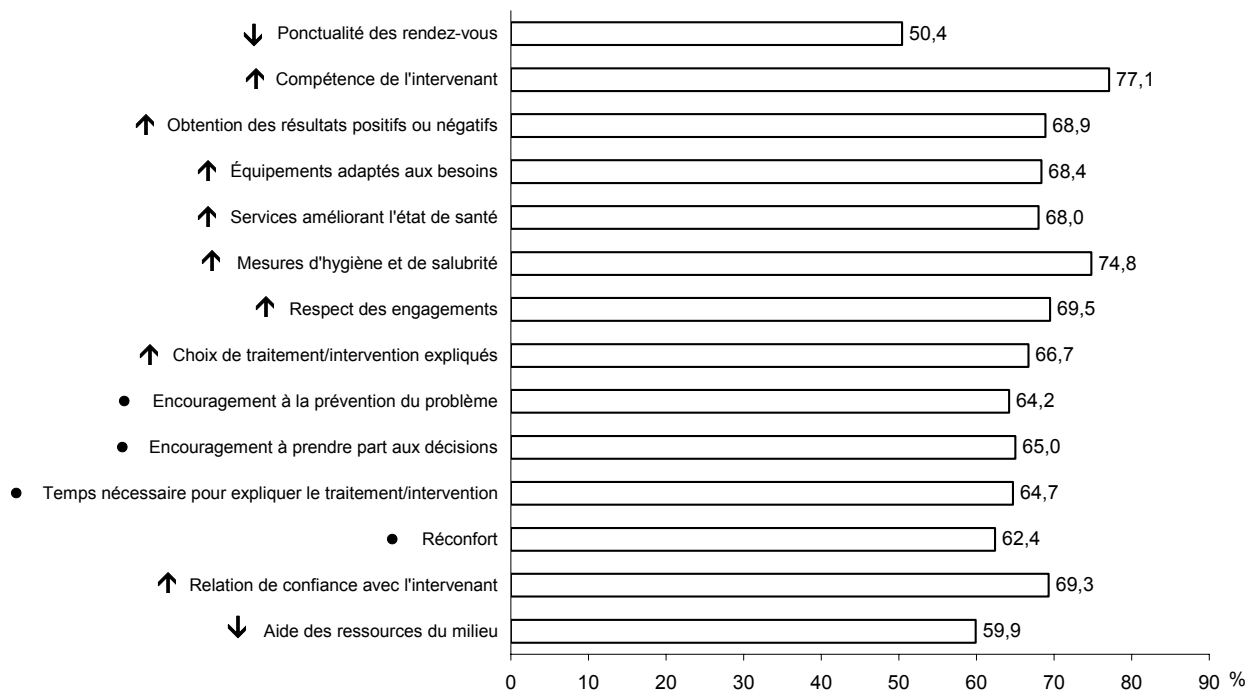 ↓ Ponctualité des rendez-vous 50,4
↑ Compétence de l'intervenant 77,1
↑ Obtention des résultats positifs ou négatifs 68,9
↑ Équipements adaptés aux besoins 68,4
↑ Services améliorant l'état de santé 68,0
↑ Mesures d'hygiène et de salubrité 74,8
↑ Respect des engagements 69,5
↑ Choix de traitement/intervention expliqués 66,7
● Encouragement à la prévention du problème 64,2
● Encouragement à prendre part aux décisions 65,0
● Temps nécessaire pour expliquer le traitement/intervention 64,7
● Réconfort 62,4
↑ Relation de confiance avec l'intervenant 69,3
↓ Aide des ressources du milieu 59,9
0 10 20 30 40 50 60 70 80 90 %